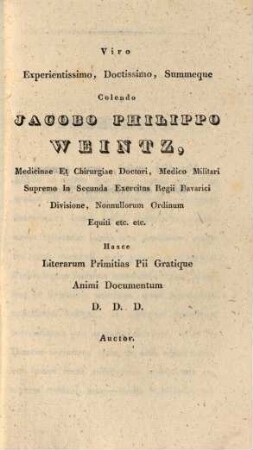 Viro
Experientissimo, Doctissimo, Summeque
Colendo
JACOBO PHILIPPO
WEINTZ,
Medicinae Et Chirurgiae Doctori, Medico Militari
Supremo In Secunda Exercitus Regii Bavarici
Divisione, Nonnullorum Ordinum
Equiti etc. etc.
Hasce
Literarum Primitias Pii Gratique
Animi Documentum
D. D. D.
Auctor.